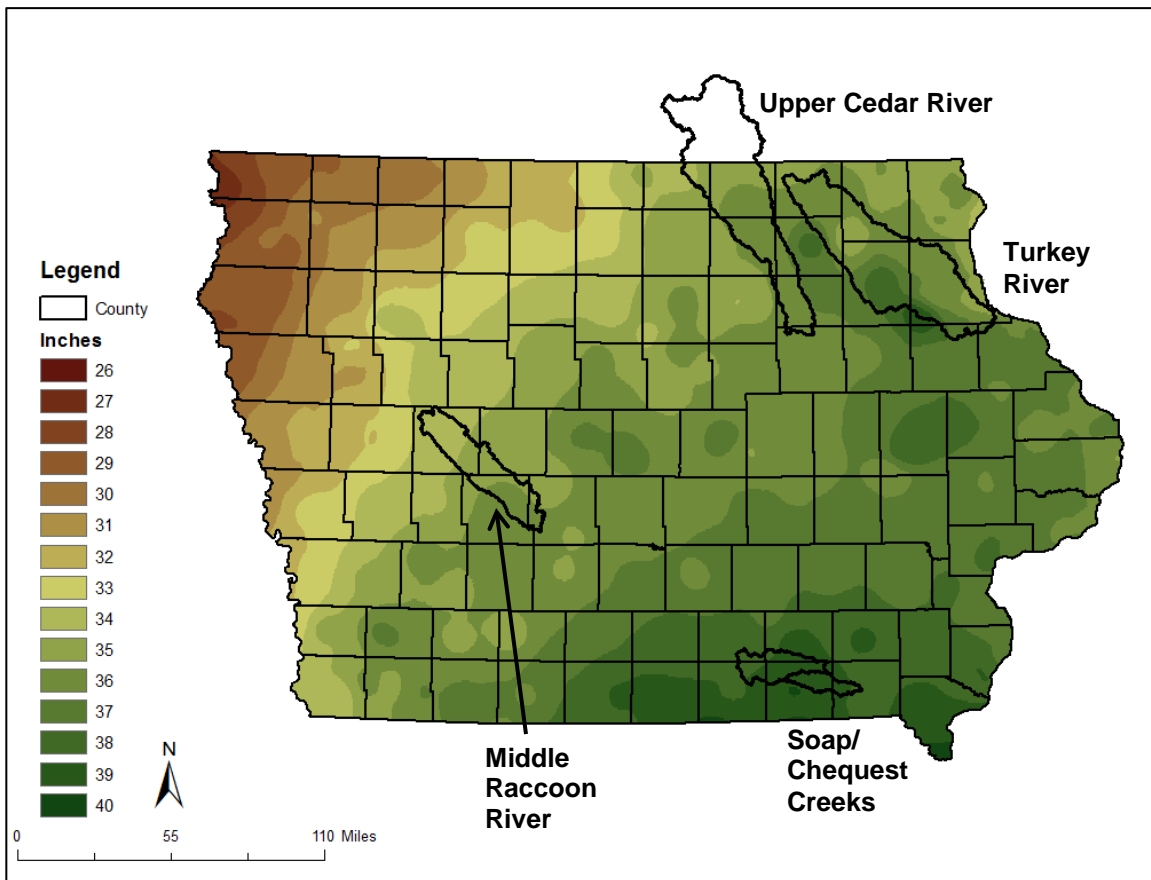 Upper Cedar River
Turkey
River
Legend
County
Inches
26
27
28
29
30
31
32
33
34
35
36
37
38
39
40
N
0 55 110 Miles
Middle
Raccoon
River
Soap/
Chequest
Creeks